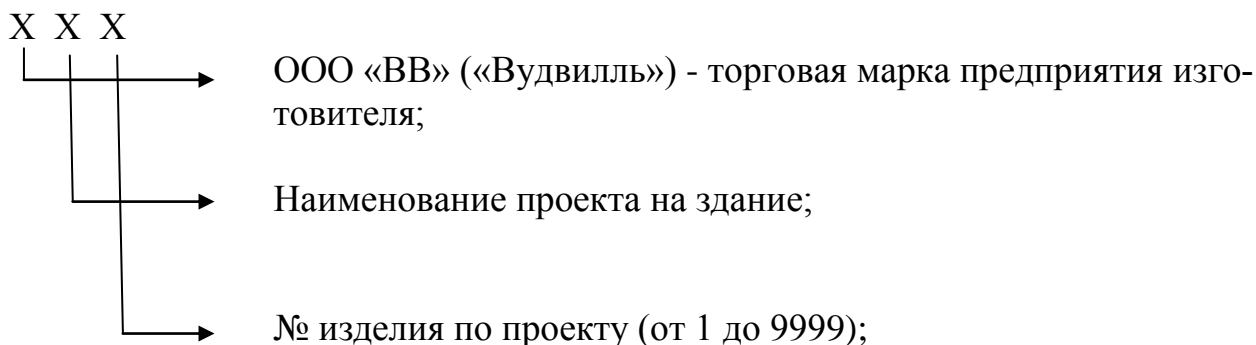 X X X
ООО «ВВ» («Вудвилль») - торговая марка предприятия изго-
товителя;
Наименование проекта на здание;
№ изделия по проекту (от 1 до 9999);